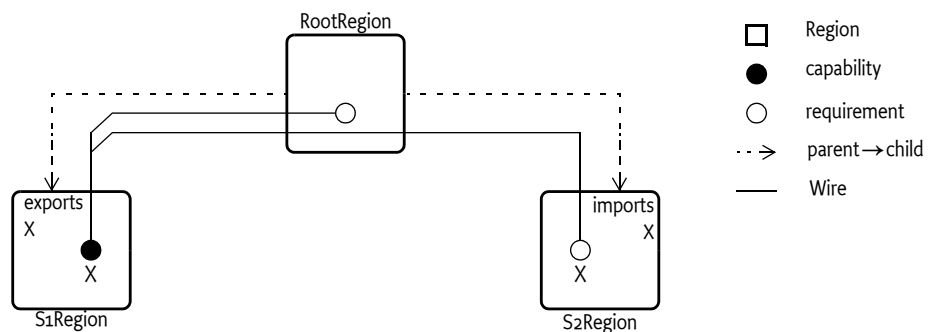 RootRegion
exports
X
X
S1Region
imports
X
X
S2Region
Region
capability
requirement
parent→child
Wire